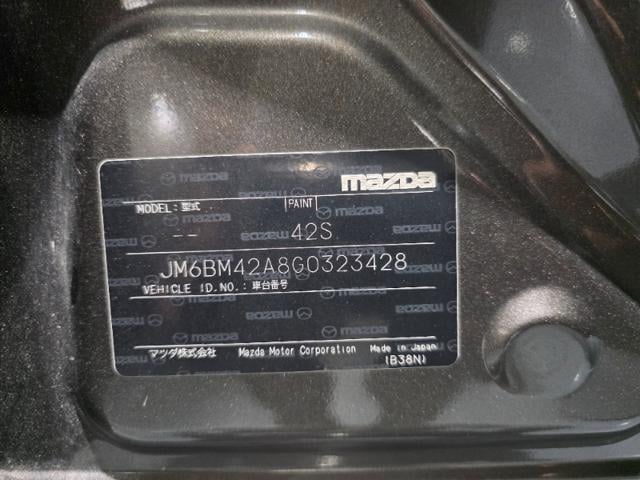 mazda
MODEL:型式 PAINT
-- 42S
JM6BM42A8G0323428
VEHICLE ID.NO.:車台番号
マツダ株式会社 Mazda Motor Corporation Made in Japan
(B38N)